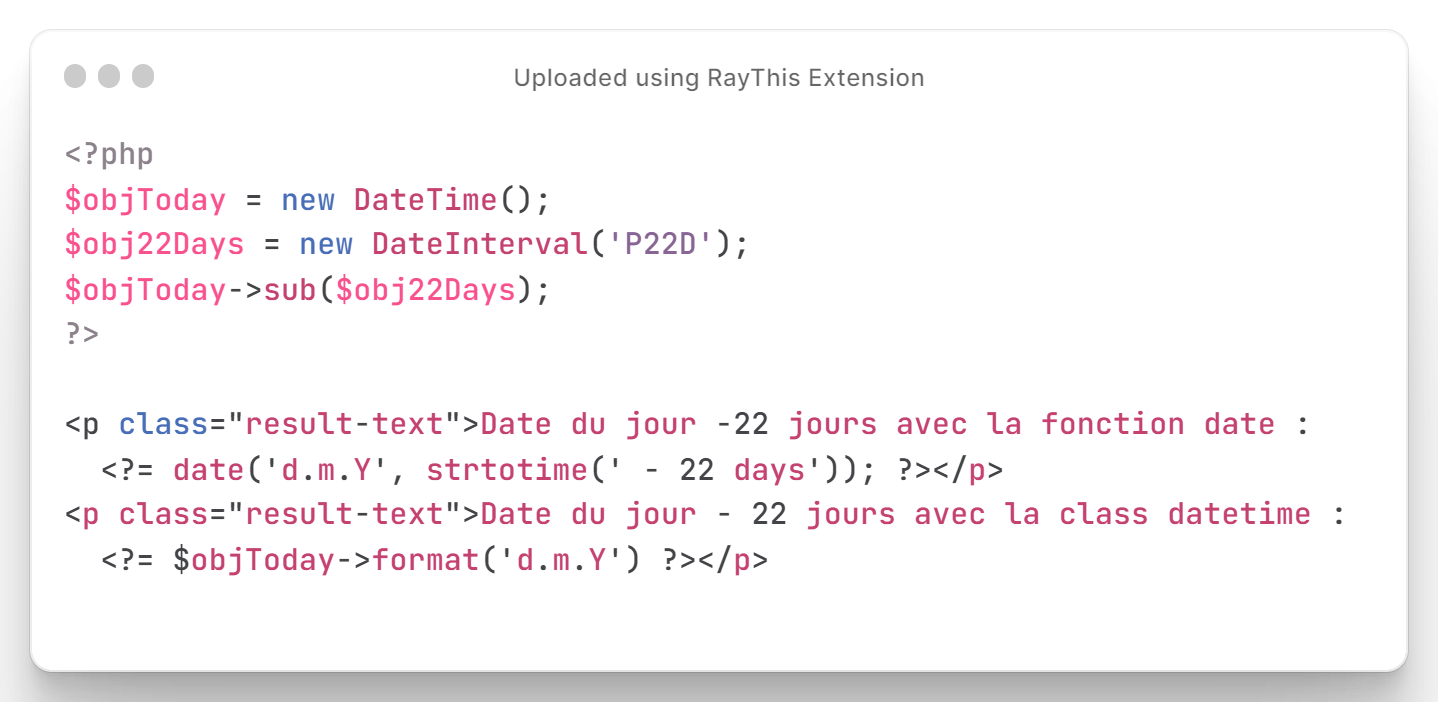 Uploaded using RayThis Extension
<?php
$objToday = new DateTime();
$obj22Days = new DateInterval('P22D');
$objToday->sub($obj22Days);
?>
<p class="result-text">Date du jour -22 jours avec la fonction date :
<?= date('d.m.Y', strtotime(' - 22 days')); ?></p>
<p class="result-text">Date du jour - 22 jours avec la class datetime :
<?= $objToday->format('d.m.Y') ?></p>